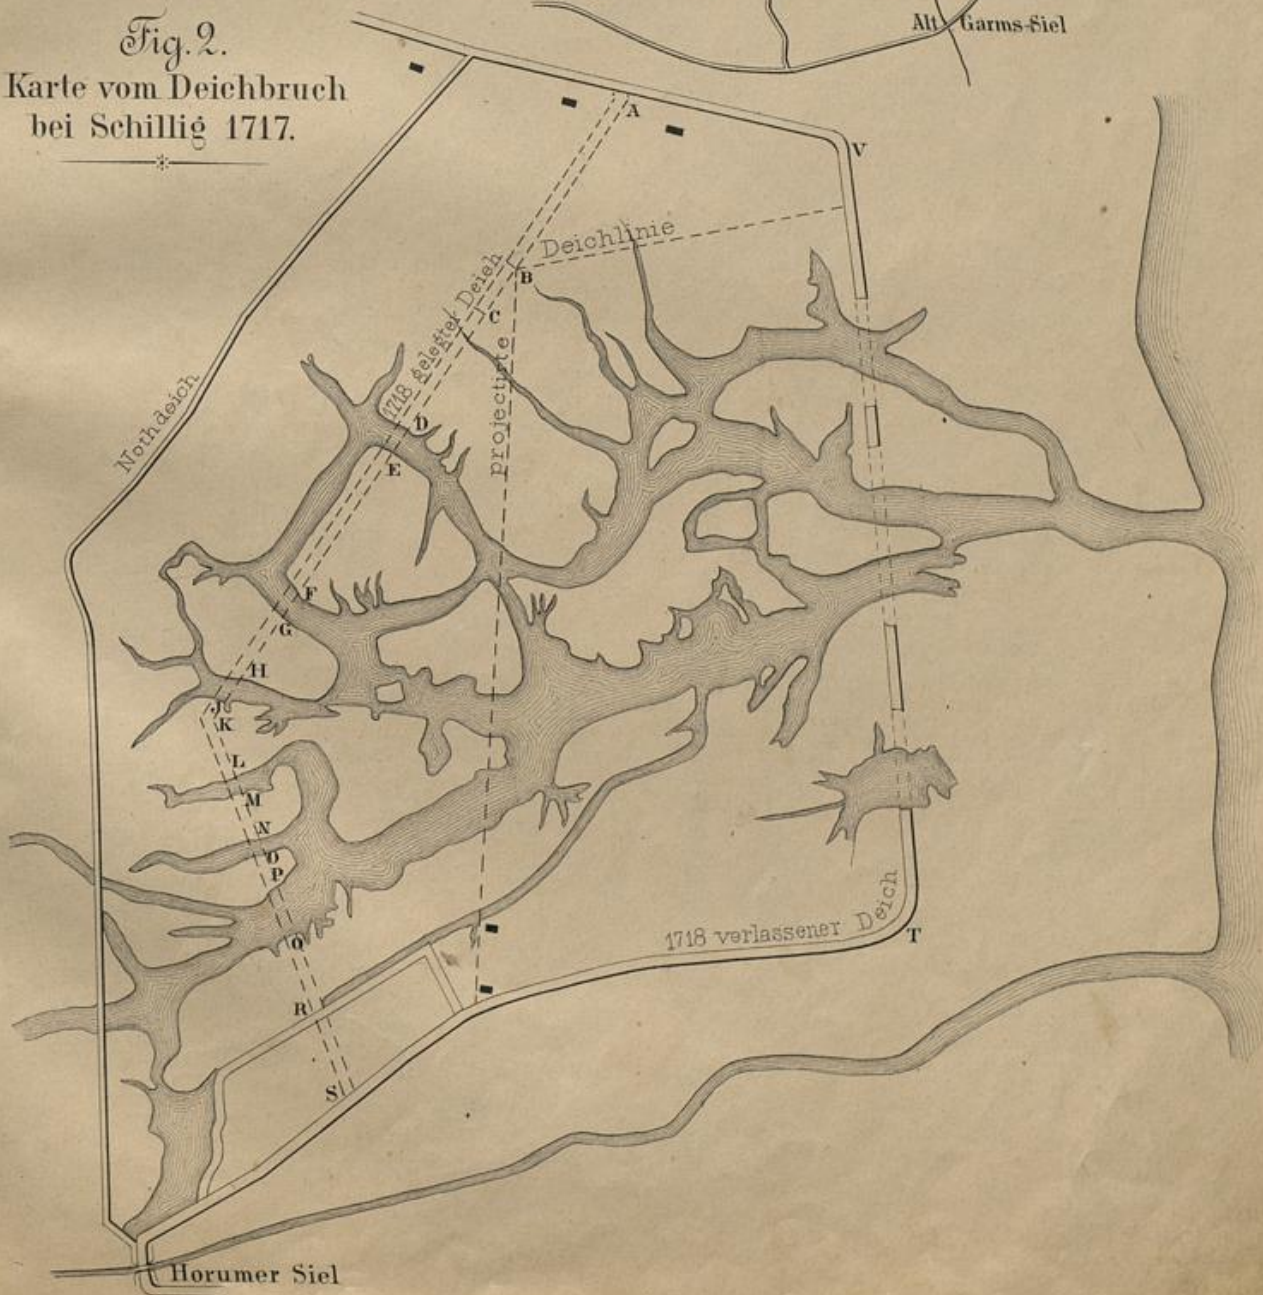 Fig. 2.
Karte vom Deichbruch
bei Schillig 1717.
Alt Garms-Siel
A
V
Deichlinie
B
C
1718 gelegter Deich
projectirte
Nothdeich
D
E
F
G
H
J
K
L
M
N
O
P
Q
R
S
1718 verlassener Deich
T
Horumer Siel